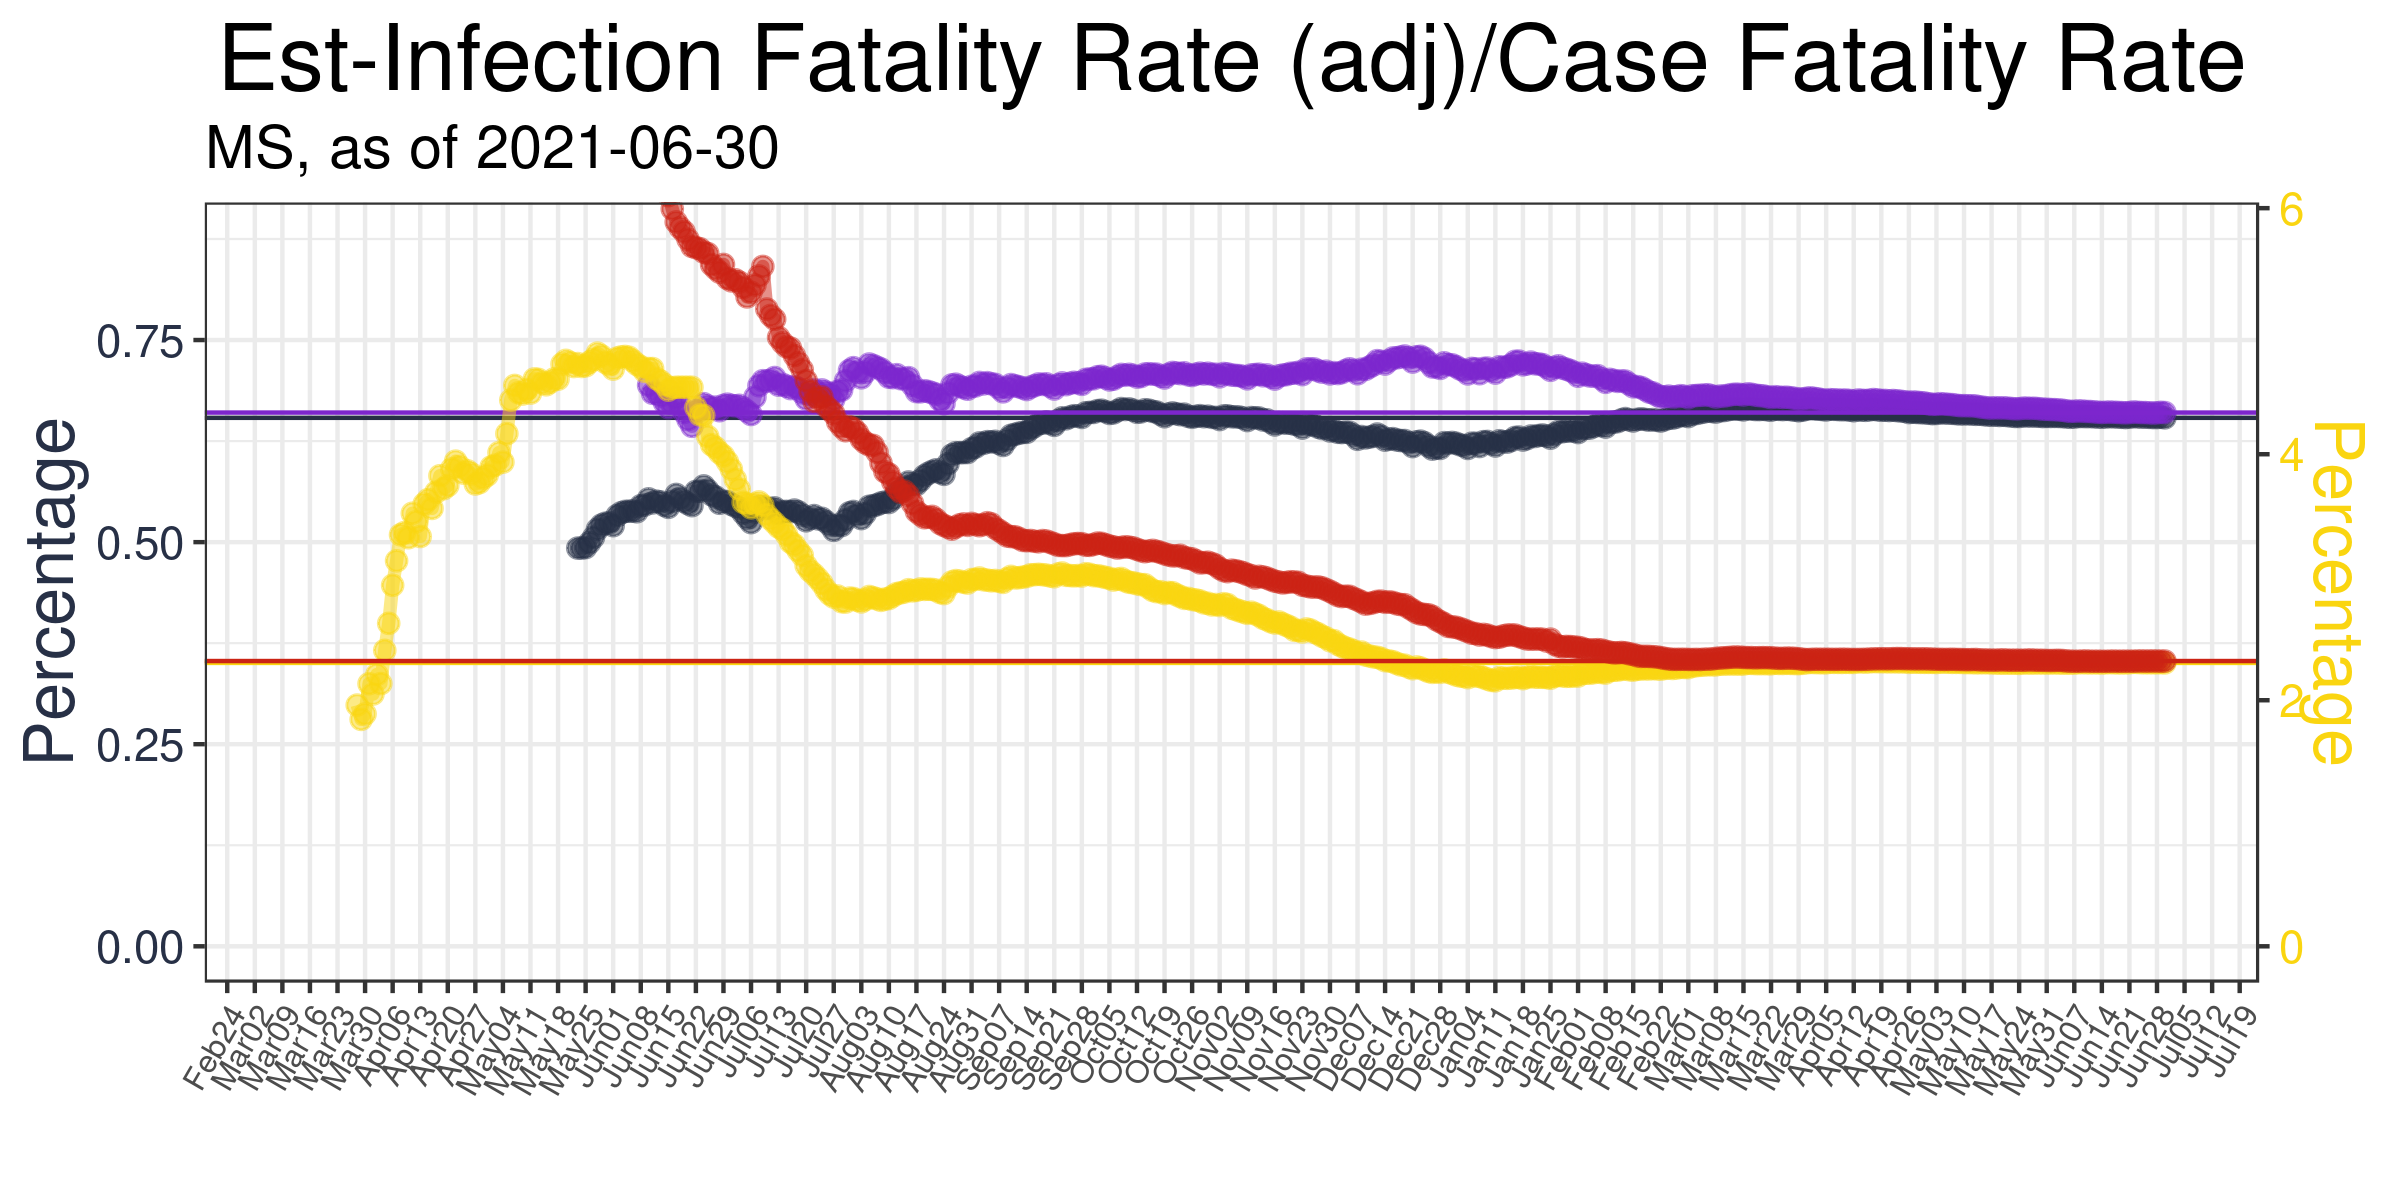 Est-Infection Fatality Rate (adj)/Case Fatality Rate
MS, as of 2021-06-30
Percentage
0.75
0.50
0.25
0.00
6
4
2
0
Percentage
Feb24
Mar02
Mar09
Mar16
Mar23
Mar30
Apr06
Apr13
Apr20
Apr27
May04
May11
May18
May25
Jun01
Jun08
Jun15
Jun22
Jun29
Jul06
Jul13
Jul20
Jul27
Aug03
Aug10
Aug17
Aug24
Aug31
Sep07
Sep14
Sep21
Sep28
Oct05
Oct12
Oct19
Oct26
Nov02
Nov09
Nov16
Nov23
Nov30
Dec07
Dec14
Dec21
Dec28
Jan04
Jan11
Jan18
Jan25
Feb01
Feb08
Feb15
Feb22
Mar01
Mar08
Mar15
Mar22
Mar29
Apr05
Apr12
Apr19
Apr26
May03
May10
May17
May24
May31
Jun07
Jun14
Jun21
Jun28
Jul05
Jul12
Jul19